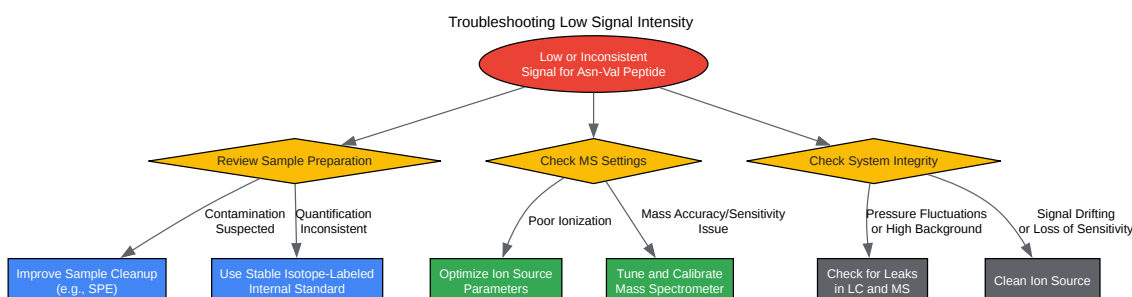 Troubleshooting Low Signal Intensity
Low or Inconsistent
Signal for Asn-Val Peptide
Review Sample Preparation
Check MS Settings
Check System Integrity
Contamination
Suspected
Quantification
Inconsistent
Poor Ionization
Mass Accuracy/Sensitivity
Issue
Pressure Fluctuations
or High Background
Signal Drifting
or Loss of Sensitivity
Improve Sample Cleanup
(e.g., SPE)
Use Stable Isotope-Labeled
Internal Standard
Optimize Ion Source
Parameters
Tune and Calibrate
Mass Spectrometer
Check for Leaks
in LC and MS
Clean Ion Source